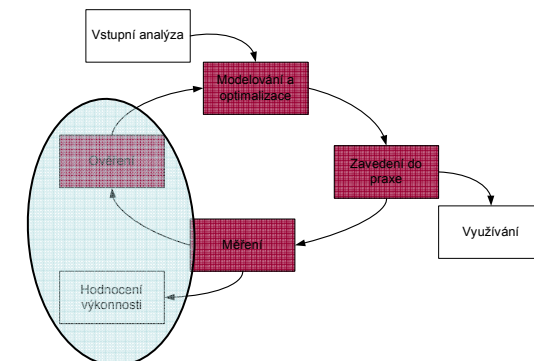 Vstupní analýza
Modelování a
optimalizace
Ověření
Zavedení do
praxe
Využívání
Měření
Hodnocení
výkonnosti